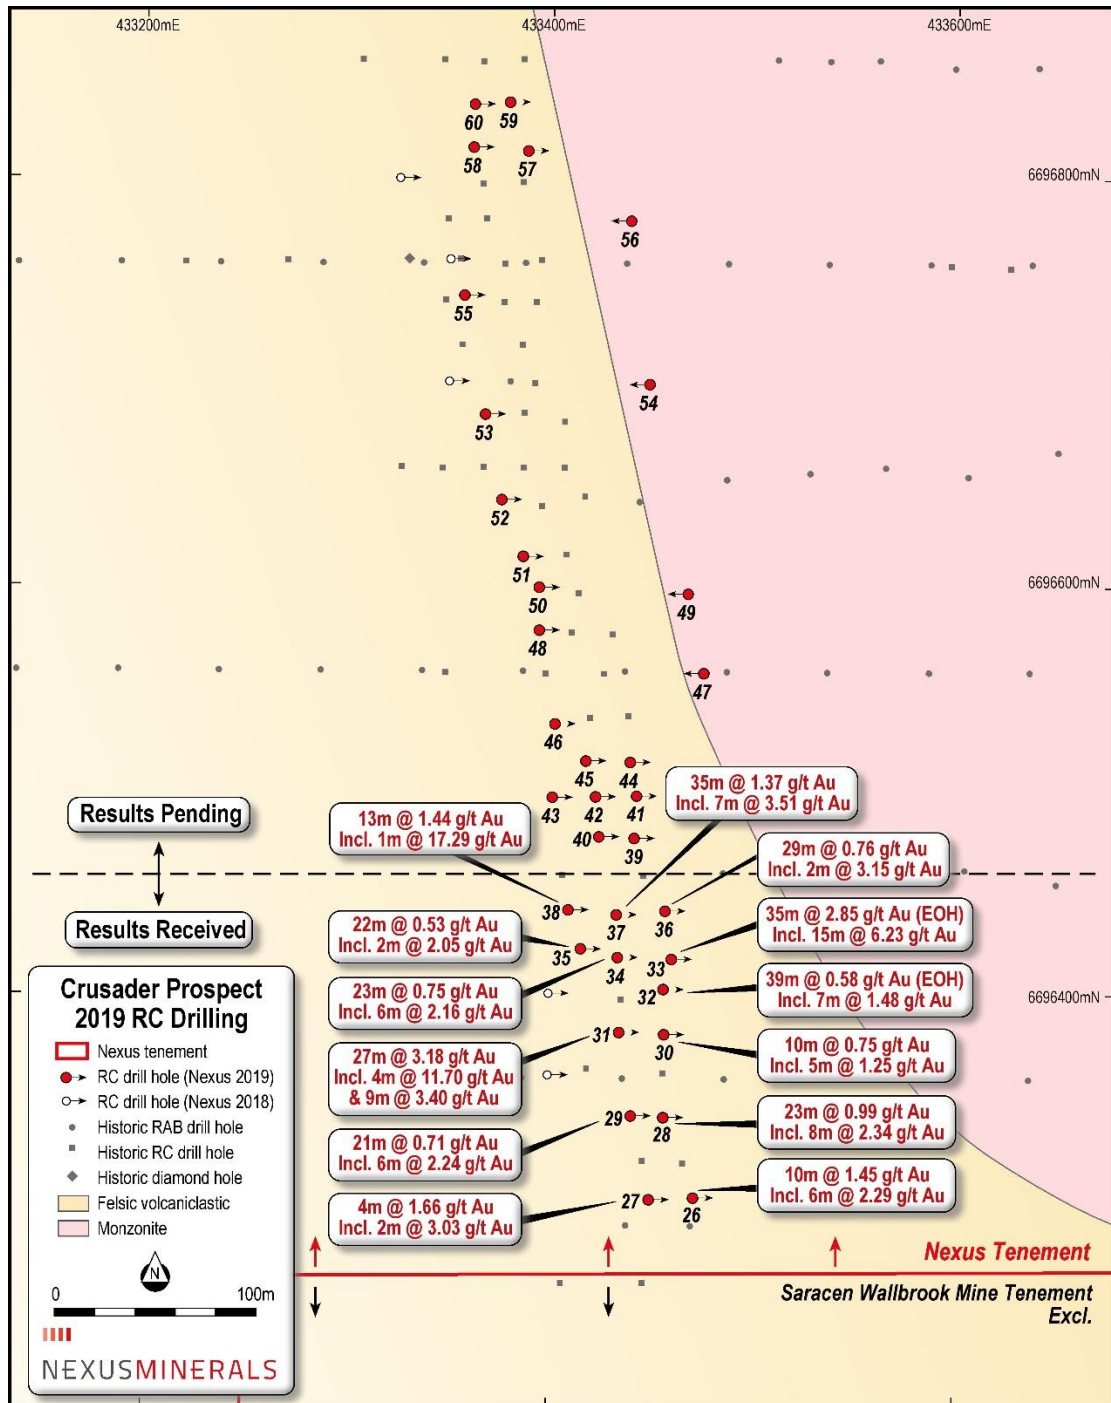 433200mE
433400mE
433600mE
60
59
58
57
6696800mN
56
55
54
53
52
51
50
6696600mN
49
48
47
46
45
44
35m @ 1.37 g/t Au
Incl. 7m @ 3.51 g/t Au
43
42
41
Results Pending
13m @ 1.44 g/t Au
Incl. 1m @ 17.29 g/t Au
40
39
29m @ 0.76 g/t Au
Incl. 2m @ 3.15 g/t Au
Results Received
38
37
36
22m @ 0.53 g/t Au
Incl. 2m @ 2.05 g/t Au
35m @ 2.85 g/t Au (EOH)
Incl. 15m @ 6.23 g/t Au
35
34
33
23m @ 0.75 g/t Au
Incl. 6m @ 2.16 g/t Au
32
39m @ 0.58 g/t Au (EOH)
Incl. 7m @ 1.48 g/t Au
6696400mN
31
30
27m @ 3.18 g/t Au
Incl. 4m @ 11.70 g/t Au
& 9m @ 3.40 g/t Au
10m @ 0.75 g/t Au
Incl. 5m @ 1.25 g/t Au
29
28
23m @ 0.99 g/t Au
Incl. 8m @ 2.34 g/t Au
21m @ 0.71 g/t Au
Incl. 6m @ 2.24 g/t Au
10m @ 1.45 g/t Au
Incl. 6m @ 2.29 g/t Au
27
26
4m @ 1.66 g/t Au
Incl. 2m @ 3.03 g/t Au
Nexus Tenement
Saracen Wallbrook Mine Tenement
Excl.
Crusader Prospect
2019 RC Drilling
Nexus tenement
RC drill hole (Nexus 2019)
RC drill hole (Nexus 2018)
Historic RAB drill hole
Historic RC drill hole
Historic diamond hole
Felsic volcaniclastic
Monzonite
N
0 100m
NEXUSMINERALS